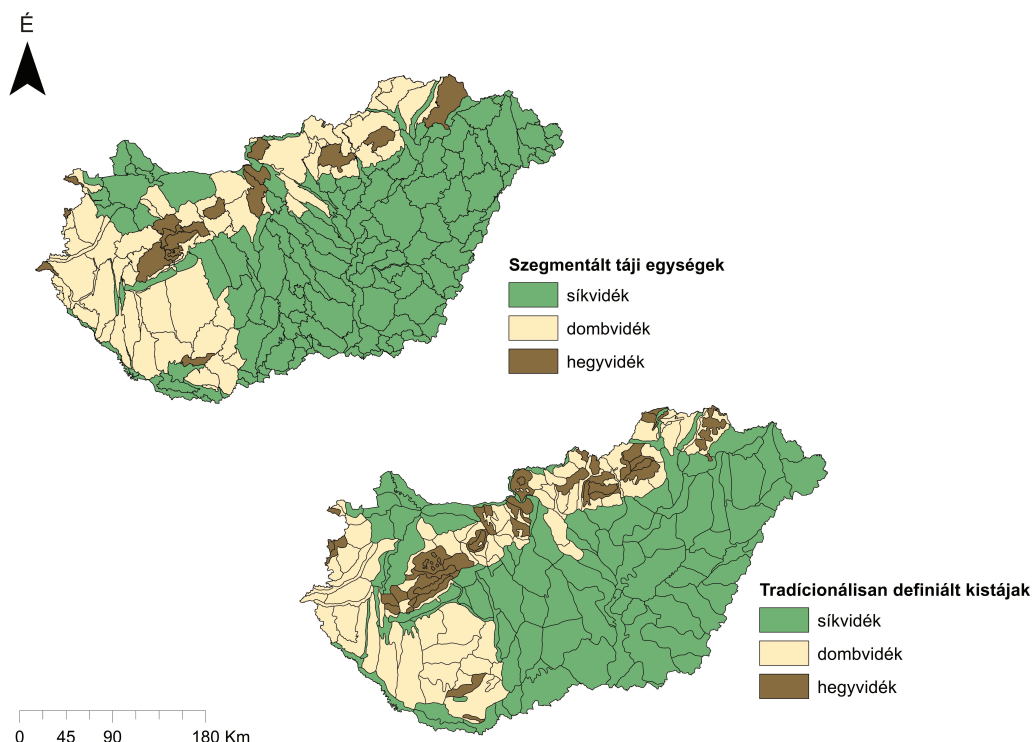 É
Szegmentált táji egységek
síkvidék
dombvidék
hegyvidék
Tradícionálisan definiált kistájak
síkvidék
dombvidék
hegyvidék
0 45 90 180 Km